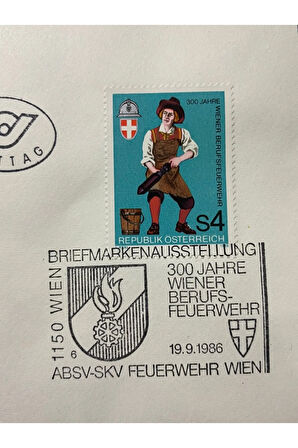 TTAG
300 JAHRE
WIENER BERUFSFEUERWEHR
S4
REPUBLIK ÖSTERREICH
BRIEFMARKENAUSSTELLUNG
1150 WIEN
300 JAHRE
WIENER
BERUFS-
FEUERWEHR
6
19.9.1986
ABSV-SKV FEUERWEHR WIEN